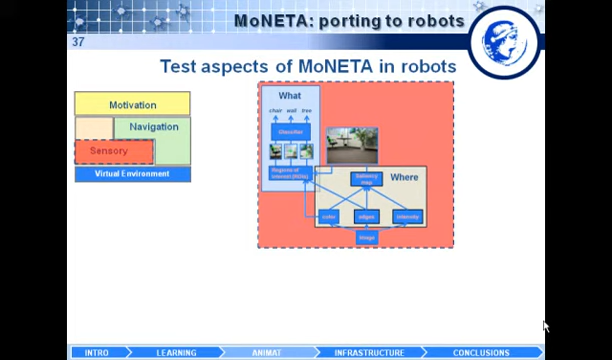 MoNETA: porting to robots
37
Test aspects of MoNETA in robots
Motivation
Navigation
Sensory
Virtual Environment
What
chair wall tree
Classifier
Regions of
interest (ROIs)
Where
Saliency
map
color edges intensity
Image
INTRO LEARNING ANIMAT INFRASTRUCTURE CONCLUSIONS